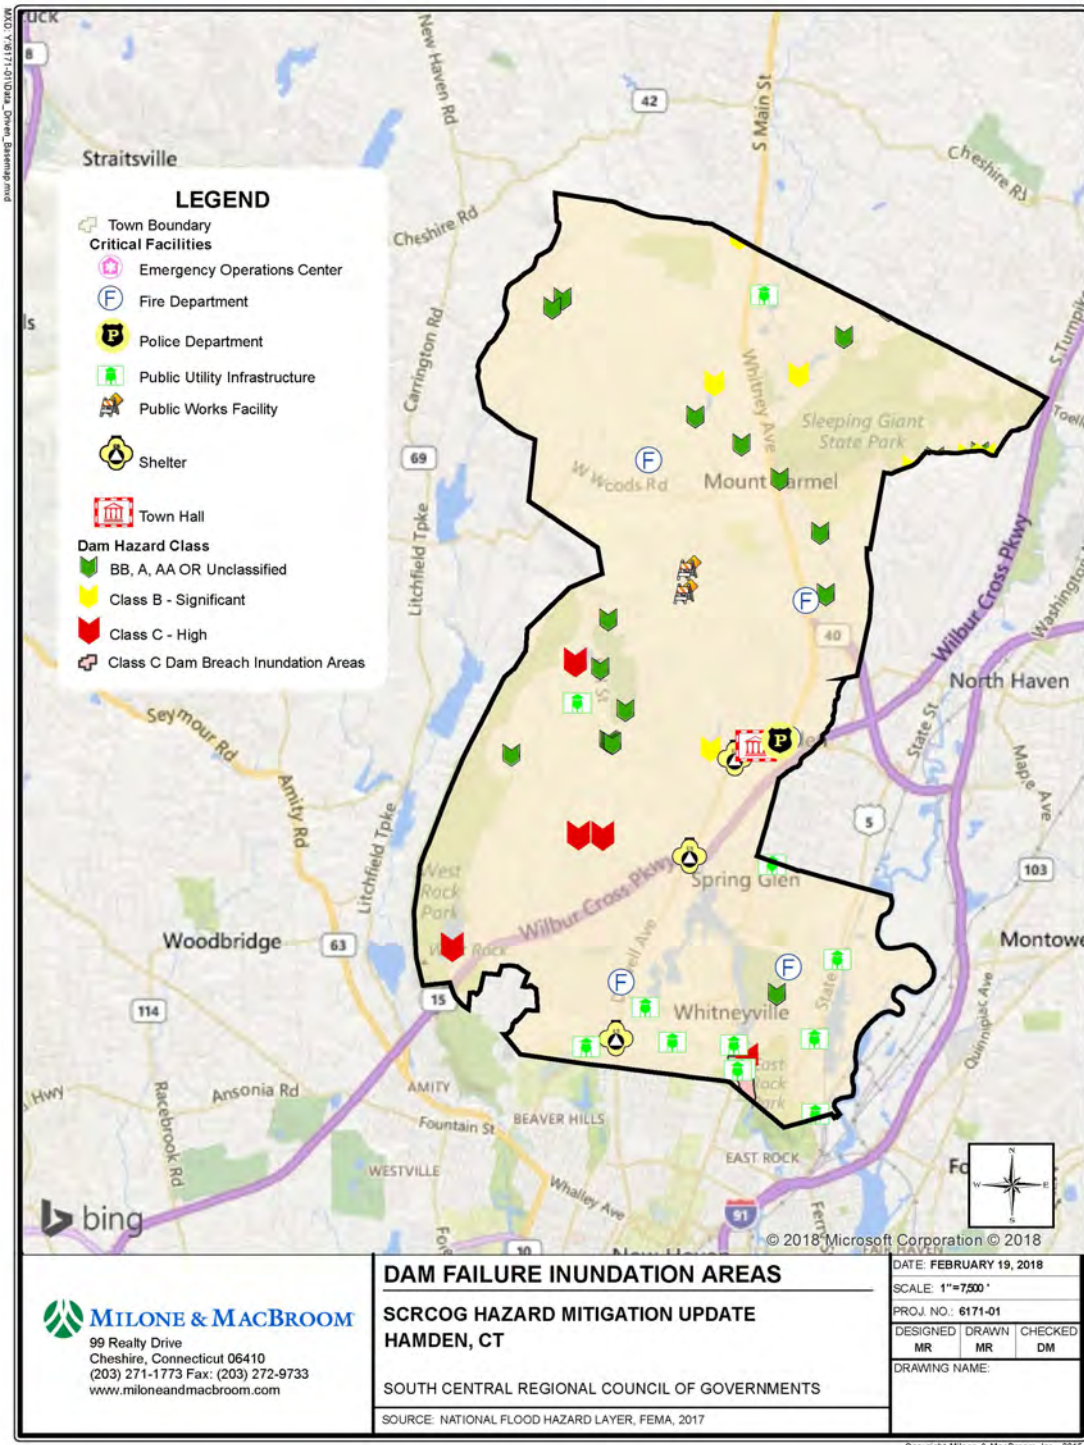 MXD: Y:\6171-01\Data_Driven_Basemap.mxd
8
42
New Haven Rd
S Main St
Cheshire Rd
Straitsville
LEGEND
Town Boundary
Critical Facilities
Emergency Operations Center
F Fire Department
P Police Department
Public Utility Infrastructure
Public Works Facility
Shelter
Town Hall
Dam Hazard Class
BB, A, AA OR Unclassified
Class B - Significant
Class C - High
Class C Dam Breach Inundation Areas
Cheshire Rd
Carrington Rd
69
Litchfield Tpke
Whitney Ave
Sleeping Giant
State Park
W Woods Rd
F
F
40
Wilbur Cross Pkwy
North Haven
State St
Maple Ave
5
103
Seymour Rd
Amity Rd
Litchfield Tpke
P
West
Rock
Park
Wilbur Cross Pkwy
Spring Glen
Woodbridge
63
15
114
F
F
Whitneyville
State
Quinnipiac Ave
Hwy
Racebrook Rd
Ansonia Rd
AMITY
Fountain St
BEAVER HILLS
WESTVILLE
Whalley Ave
EAST ROCK
91
10
N
W
E
S
bing
© 2018 Microsoft Corporation © 2018
MILONE & MACBROOM
99 Realty Drive
Cheshire, Connecticut 06410
(203) 271-1773 Fax: (203) 272-9733
www.miloneandmacbroom.com
DAM FAILURE INUNDATION AREAS
SCRCOG HAZARD MITIGATION UPDATE
HAMDEN, CT
SOUTH CENTRAL REGIONAL COUNCIL OF GOVERNMENTS
SOURCE: NATIONAL FLOOD HAZARD LAYER, FEMA, 2017
DATE: FEBRUARY 19, 2018
SCALE: 1"=7,500 '
PROJ. NO.: 6171-01
DESIGNED DRAWN CHECKED
MR MR DM
DRAWING NAME: